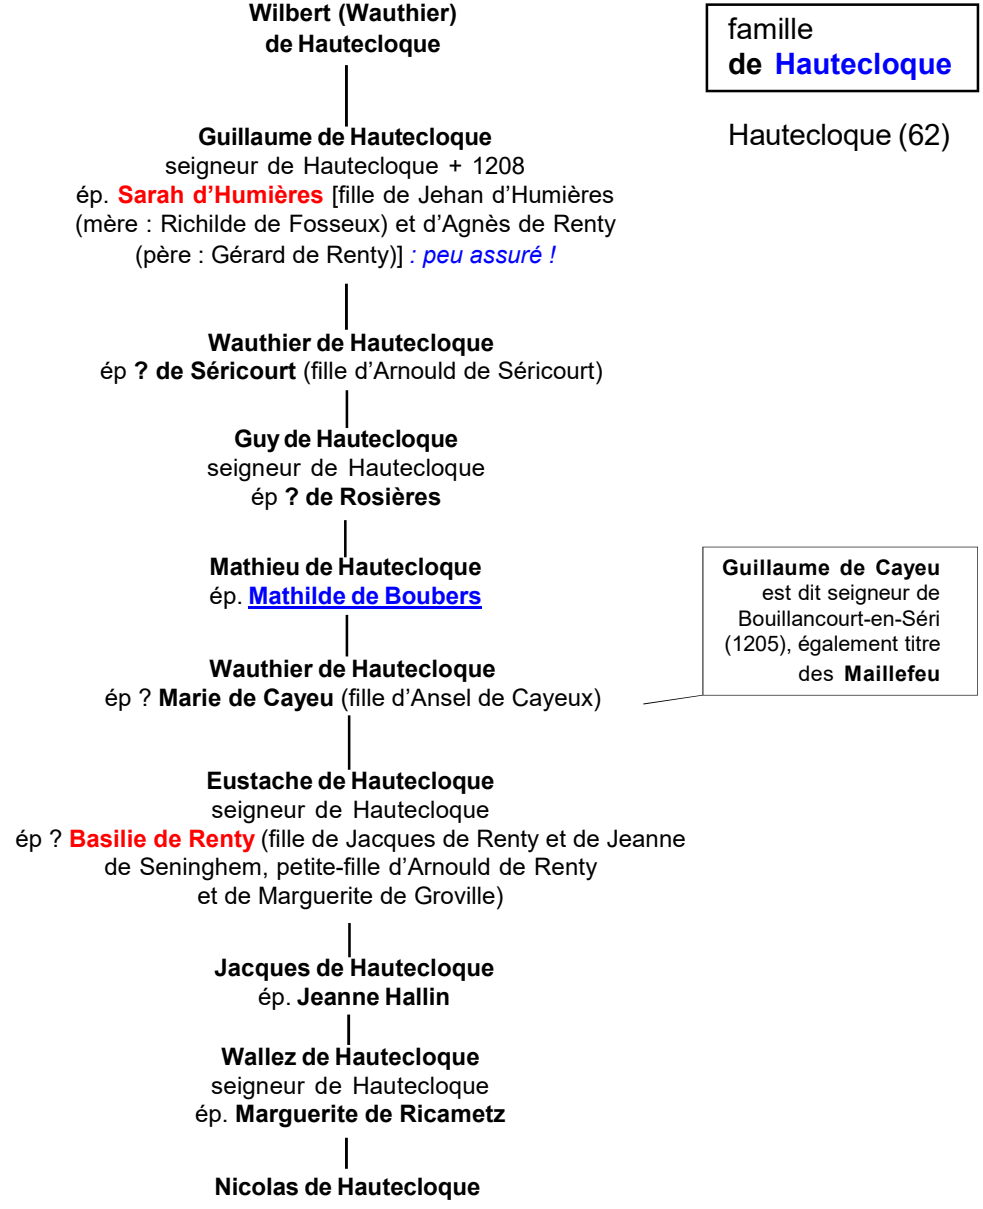 Wilbert (Wauthier)
de Hautecloque
famille
de Hautecloque
Hautecloque (62)
Guillaume de Hautecloque
seigneur de Hautecloque + 1208
ép. Sarah d’Humières [fille de Jehan d’Humières
(mère : Richilde de Fosseux) et d’Agnès de Renty
(père : Gérard de Renty)] : peu assuré !
Wauthier de Hautecloque
ép ? de Séricourt (fille d’Arnould de Séricourt)
Guy de Hautecloque
seigneur de Hautecloque
ép ? de Rosières
Mathieu de Hautecloque
ép. Mathilde de Boubers
Guillaume de Cayeu
est dit seigneur de
Bouillancourt-en-Séri
(1205), également titre
des Maillefeu
Wauthier de Hautecloque
ép ? Marie de Cayeu (fille d’Ansel de Cayeux)
Eustache de Hautecloque
seigneur de Hautecloque
ép ? Basilie de Renty (fille de Jacques de Renty et de Jeanne
de Seninghem, petite-fille d’Arnould de Renty
et de Marguerite de Groville)
Jacques de Hautecloque
ép. Jeanne Hallin
Wallez de Hautecloque
seigneur de Hautecloque
ép. Marguerite de Ricametz
Nicolas de Hautecloque